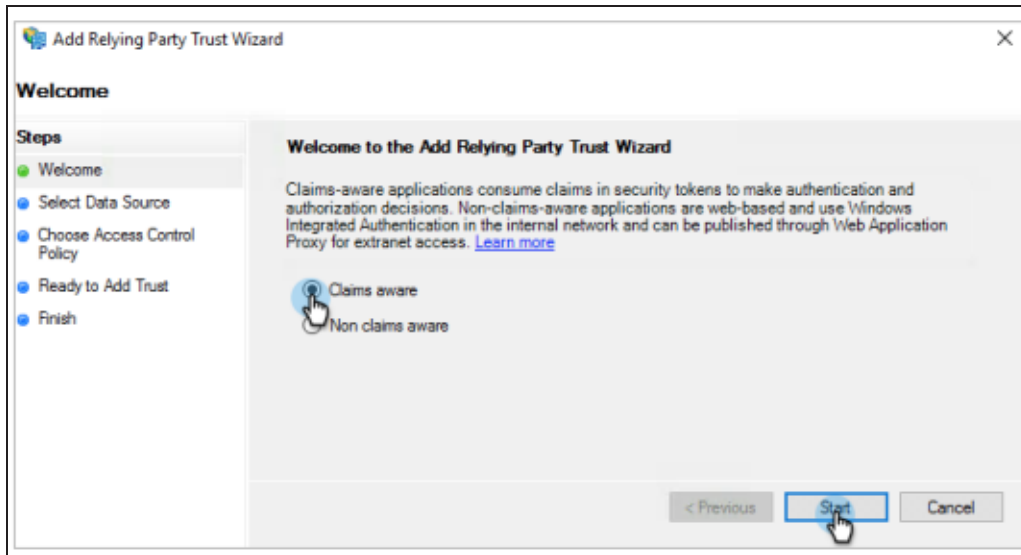 Add Relying Party Trust Wizard
Welcome
Steps
Welcome
Select Data Source
Choose Access Control
Policy
Ready to Add Trust
Finish
Welcome to the Add Relying Party Trust Wizard
Claims-aware applications consume claims in security tokens to make authentication and
authorization decisions. Non-claims-aware applications are web-based and use Windows
Integrated Authentication in the internal network and can be published through Web Application
Proxy for extranet access. Learn more
Claims aware
Non claims aware
< Previous
Start
Cancel